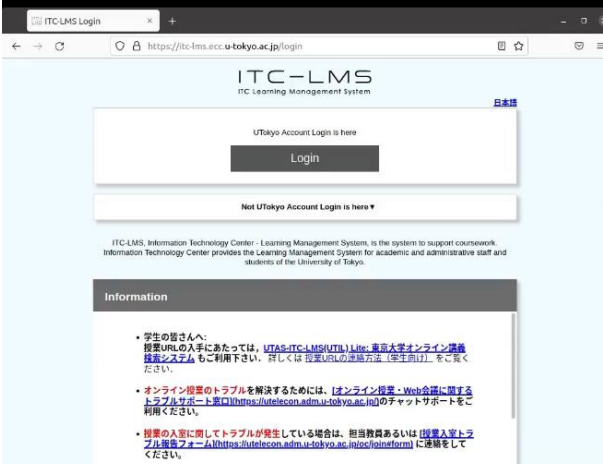 ITC-LMS Login
https://itc-lms.ecc.u-tokyo.ac.jp/login
ITC-LMS
ITC Learning Management System
日本語
UTokyo Account Login is here
Login
Not UTokyo Account Login is here▼
ITC-LMS, Information Technology Center - Learning Management System, is the system to support coursework.
Information Technology Center provides the Learning Management System for academic and administrative staff and
students of the University of Tokyo.
Information
• 学生の皆さんへ:
授業URLの入手にあたっては，UTAS-ITC-LMS(UTIL) Lite: 東京大学オンライン講義
検索システム もご利用下さい．詳しくは 授業URLの連絡方法（学生向け） をご覧く
ださい．
• オンライン授業のトラブルを解決するためには、[オンライン授業・Web会議に関する
トラブルサポート窓口](https://utelecon.adm.u-tokyo.ac.jp/)のチャットサポートをご
利用ください。
• 授業の入室に関してトラブルが発生している場合は、担当教員あるいは [授業入室トラ
ブル報告フォーム](https://utelecon.adm.u-tokyo.ac.jp/oc/join#form) に連絡をして
ください。